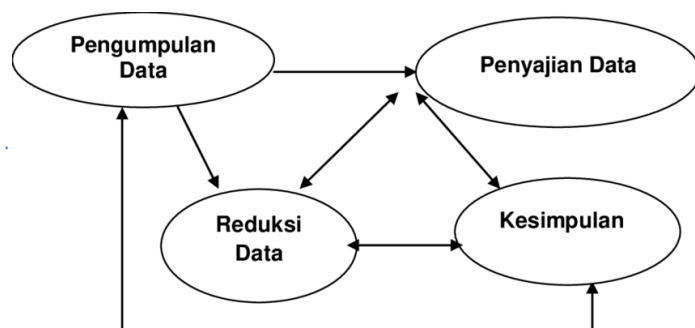 Pengumpulan
Data
Penyajian Data
Reduksi
Data
Kesimpulan